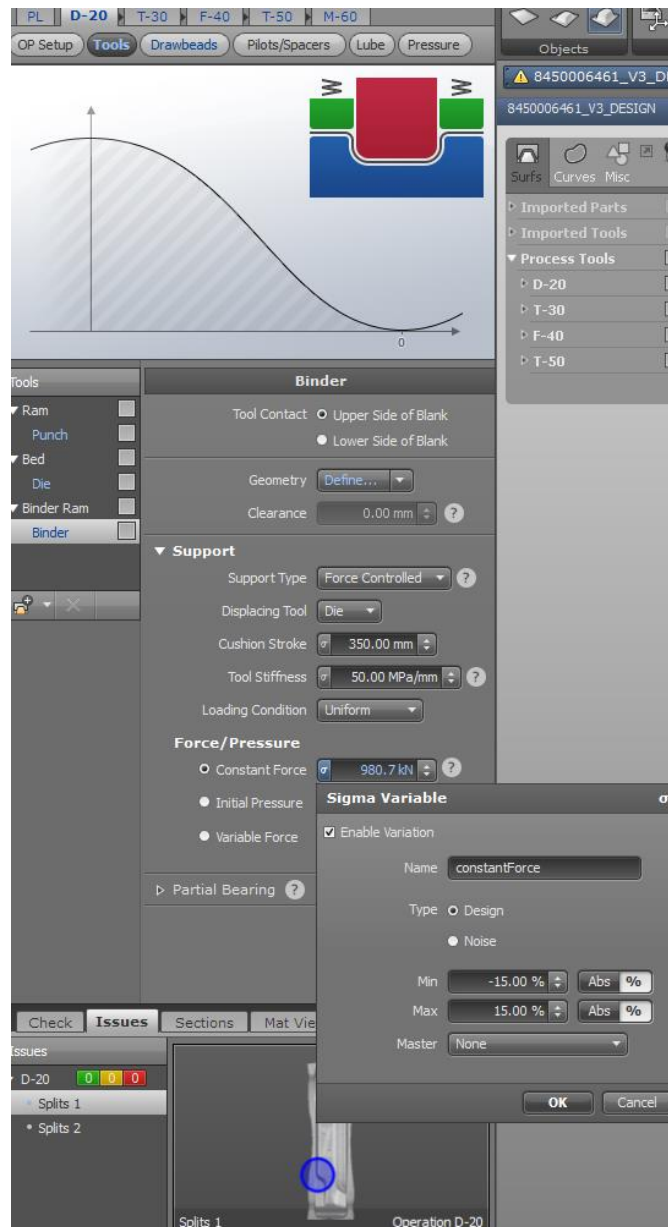 PL D-20 T-30 F-40 T-50 M-60
OP Setup Tools Drawbeads Pilots/Spacers Lube Pressure
0
Objects
8450006461_V3_D
8450006461_V3_DESIGN
Surfs Curves Misc
Imported Parts
Imported Tools
Process Tools
D-20
T-30
F-40
T-50
Tools
Ram
Punch
Bed
Die
Binder Ram
Binder
Binder
Tool Contact Upper Side of Blank
Lower Side of Blank
Geometry Define...
Clearance 0.00 mm ?
Support
Support Type Force Controlled ?
Displacing Tool Die
Cushion Stroke σ 350.00 mm
Tool Stiffness σ 50.00 MPa/mm ?
Loading Condition Uniform
Force/Pressure
Constant Force σ 980.7 kN ?
Initial Pressure
Variable Force
Partial Bearing ?
Sigma Variable σ
Enable Variation
Name constantForce
Type Design
Noise
Min -15.00 % Abs %
Max 15.00 % Abs %
Master None
OK Cancel
Check Issues Sections Mat Vie
Issues
D-20 0 0 0
Splits 1
Splits 2
Splits 1 Operation D-20